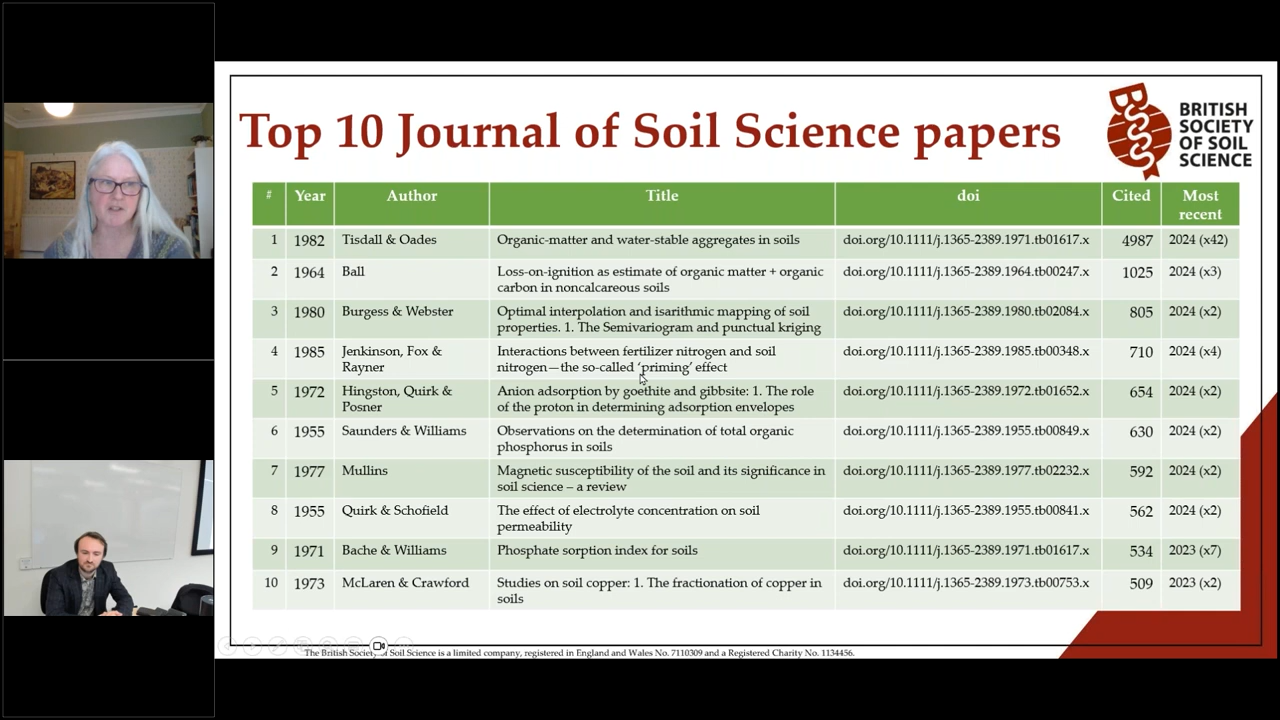 Top 10 Journal of Soil Science papers
BRITISH
SOCIETY
OF SOIL
SCIENCE
# Year Author Title doi Cited Most
recent
1 1982 Tisdall & Oades Organic-matter and water-stable aggregates in soils doi.org/10.1111/j.1365-2389.1971.tb01617.x 4987 2024 (x42)
2 1964 Ball Loss-on-ignition as estimate of organic matter + organic doi.org/10.1111/j.1365-2389.1964.tb00247.x 1025 2024 (x3)
carbon in noncalcareous soils
3 1980 Burgess & Webster Optimal interpolation and isarithmic mapping of soil doi.org/10.1111/j.1365-2389.1980.tb02084.x 805 2024 (x2)
properties. 1. The Semivariogram and punctual kriging
4 1985 Jenkinson, Fox & Interactions between fertilizer nitrogen and soil doi.org/10.1111/j.1365-2389.1985.tb00348.x 710 2024 (x4)
Rayner nitrogen—the so-called ‘priming’ effect
5 1972 Hingston, Quirk & Anion adsorption by goethite and gibbsite: 1. The role doi.org/10.1111/j.1365-2389.1972.tb01652.x 654 2024 (x2)
Posner of the proton in determining adsorption envelopes
6 1955 Saunders & Williams Observations on the determination of total organic doi.org/10.1111/j.1365-2389.1955.tb00849.x 630 2024 (x2)
phosphorus in soils
7 1977 Mullins Magnetic susceptibility of the soil and its significance in doi.org/10.1111/j.1365-2389.1977.tb02232.x 592 2024 (x2)
soil science – a review
8 1955 Quirk & Schofield The effect of electrolyte concentration on soil doi.org/10.1111/j.1365-2389.1955.tb00841.x 562 2024 (x2)
permeability
9 1971 Bache & Williams Phosphate sorption index for soils doi.org/10.1111/j.1365-2389.1971.tb01617.x 534 2023 (x7)
10 1973 McLaren & Crawford Studies on soil copper: 1. The fractionation of copper in doi.org/10.1111/j.1365-2389.1973.tb00753.x 509 2023 (x2)
soils
The British Society of Soil Science is a limited company, registered in England and Wales No. 7110309 and a Registered Charity No. 1134456.